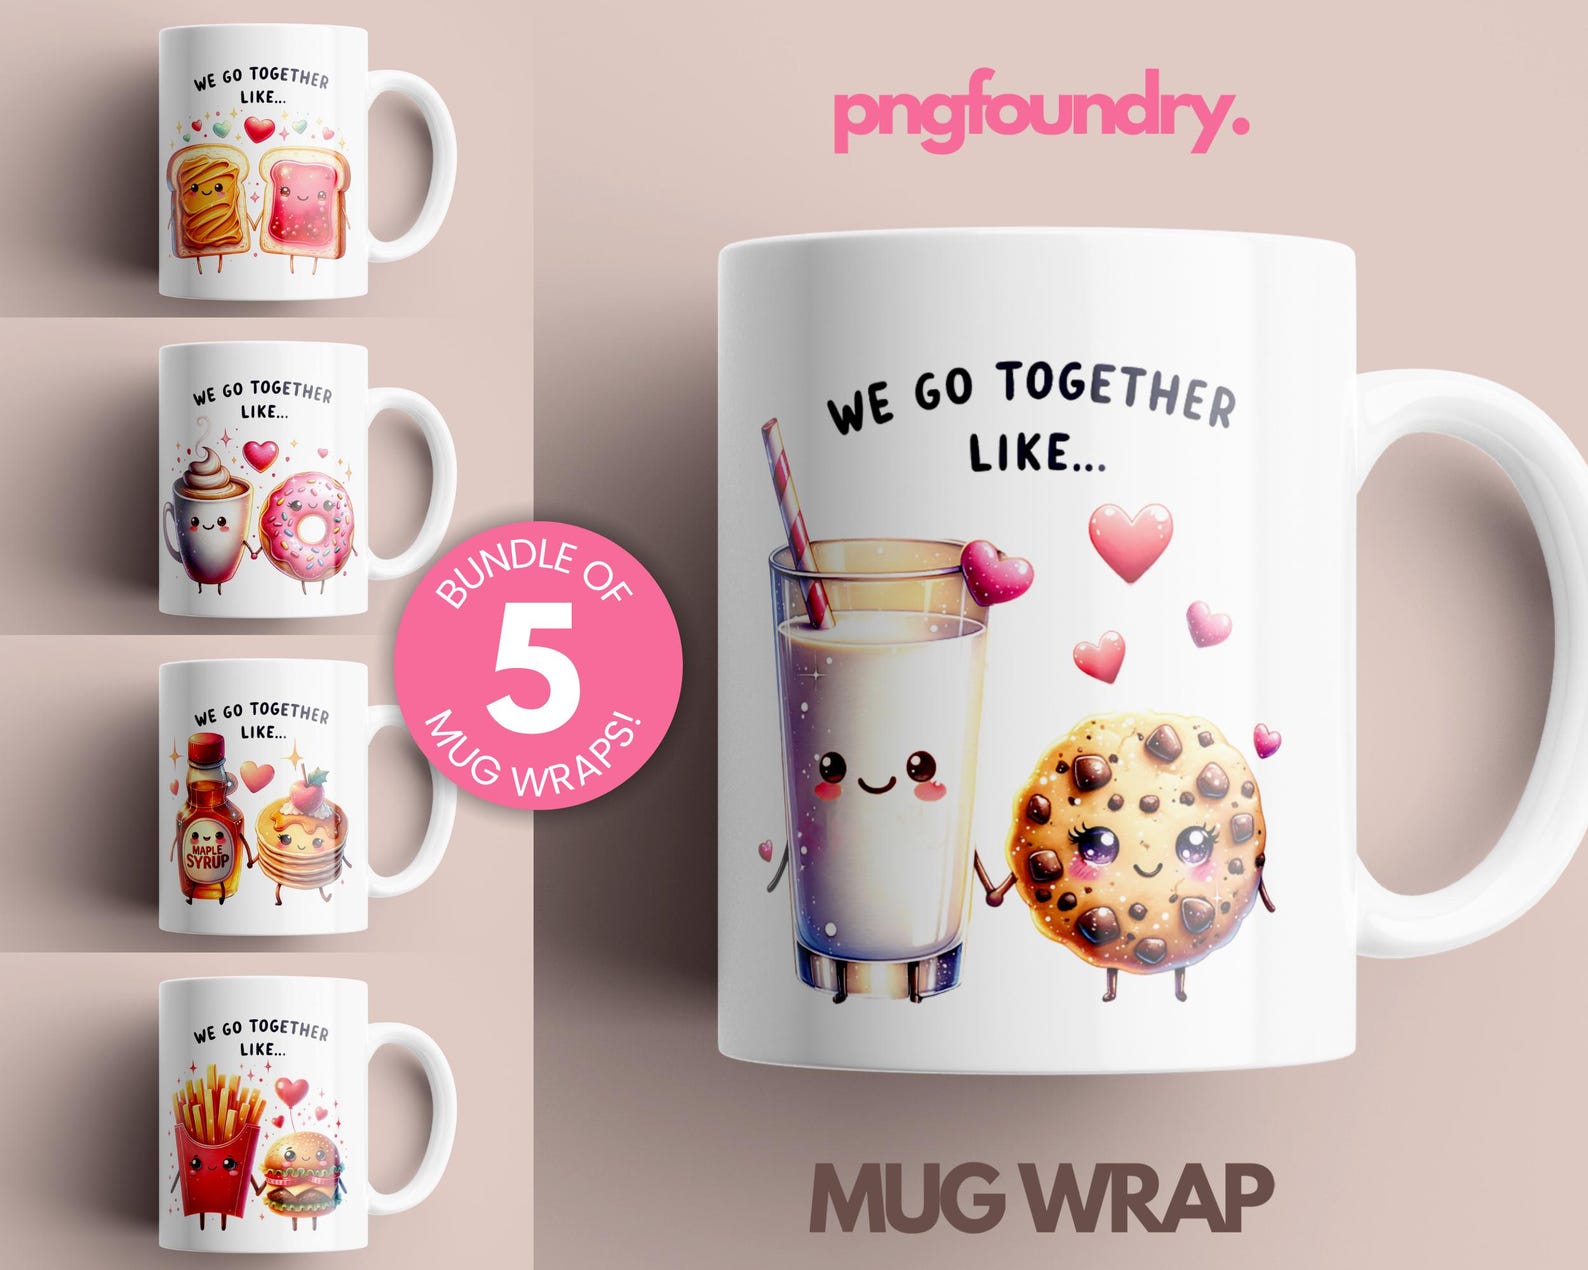 WE GO TOGETHER
LIKE...
WE GO TOGETHER
LIKE...
WE GO TOGETHER
LIKE...
MAPLE
SYRUP
WE GO TOGETHER
LIKE...
BUNDLE OF
5
MUG WRAPS!
pngfoundry.
WE GO TOGETHER
LIKE...
MUG WRAP